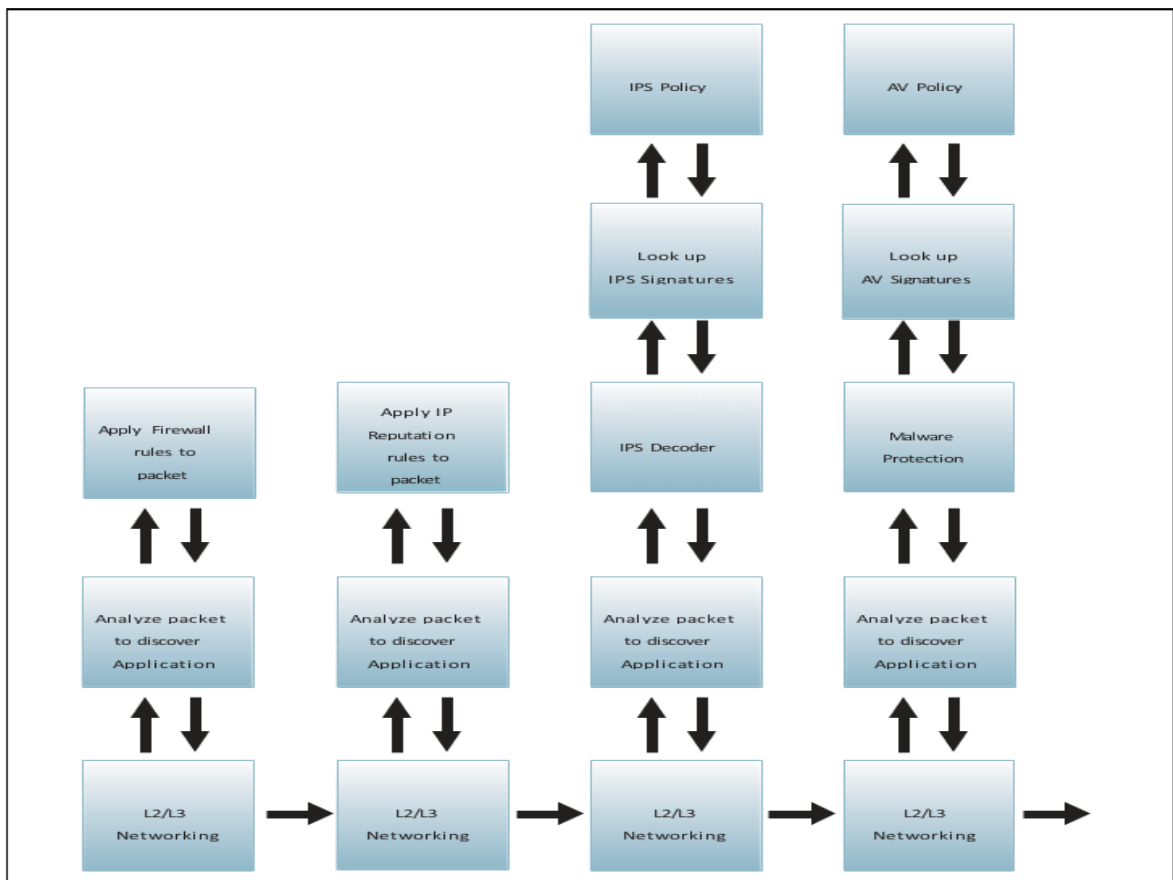 IPS Policy
AV Policy
Look up
IPS Signatures
Look up
AV Signatures
Apply Firewall
rules to
packet
Apply IP
Reputation
rules to
packet
IPS Decoder
Malware
Protection
Analyze packet
to discover
Application
Analyze packet
to discover
Application
Analyze packet
to discover
Application
Analyze packet
to discover
Application
L2/L3
Networking
L2/L3
Networking
L2/L3
Networking
L2/L3
Networking